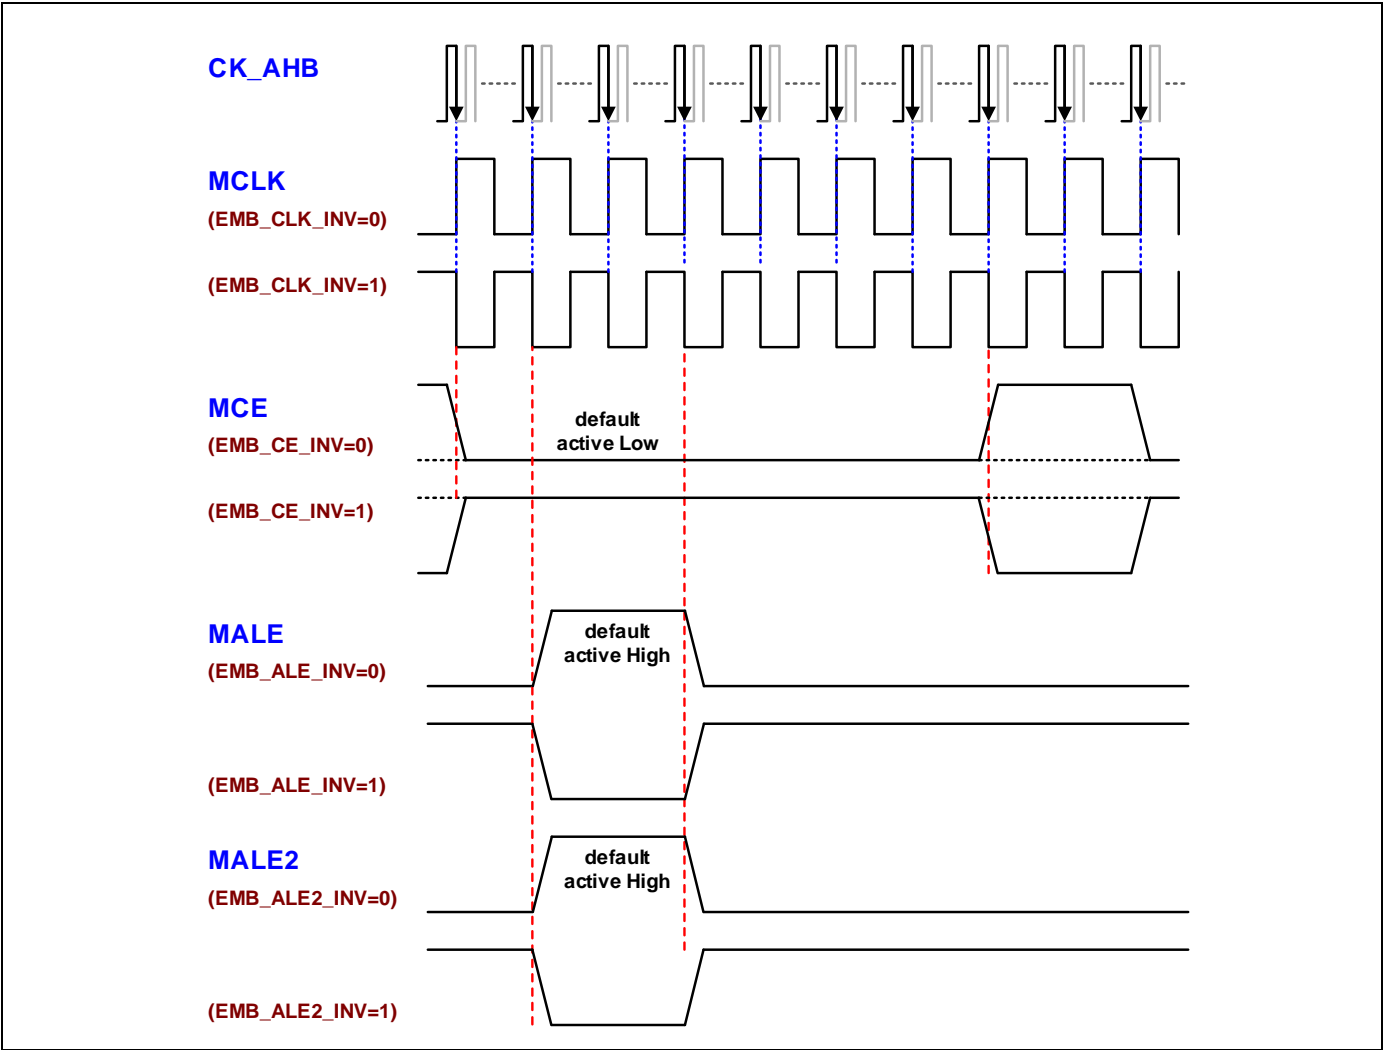 CK_AHB
MCLK
(EMB_CLK_INV=0)
(EMB_CLK_INV=1)
MCE
(EMB_CE_INV=0)
default
active Low
(EMB_CE_INV=1)
MALE
(EMB_ALE_INV=0)
default
active High
(EMB_ALE_INV=1)
MALE2
(EMB_ALE2_INV=0)
default
active High
(EMB_ALE2_INV=1)